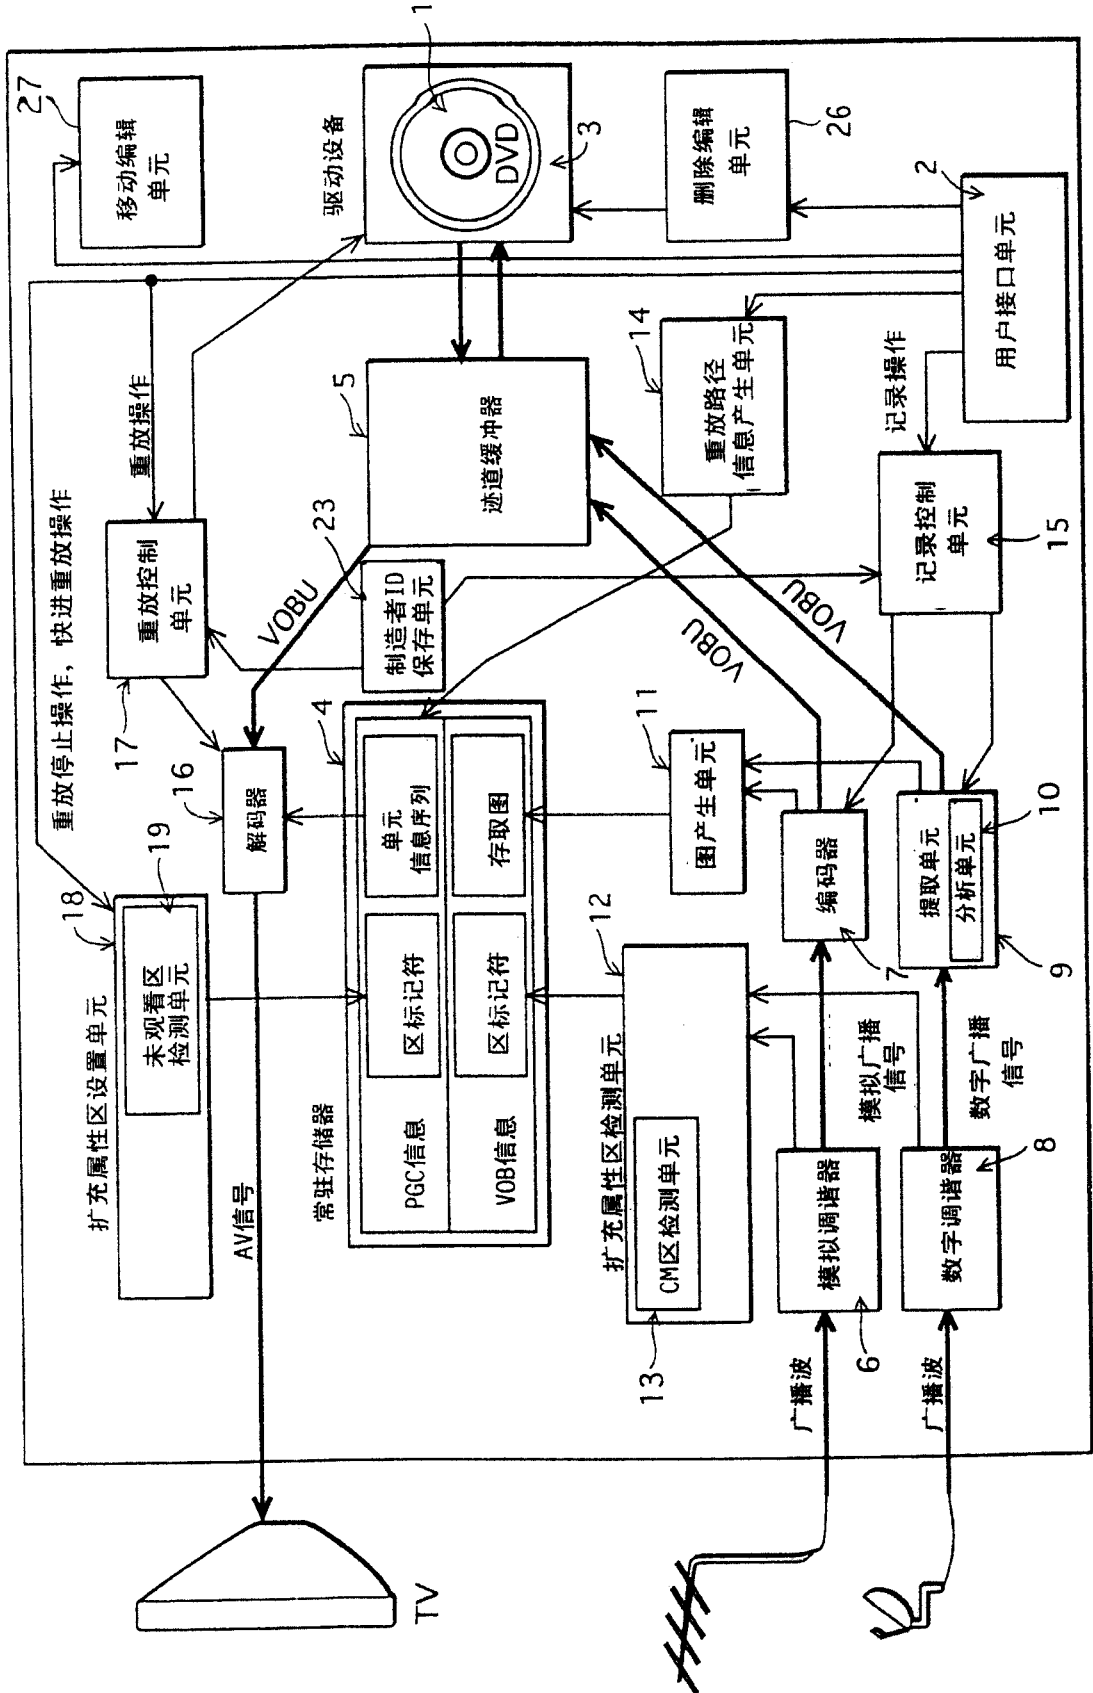 TV
AV信号
广播波
广播波
扩充属性区设置单元
18
未观看区
检测单元
19
重放停止操作，快进重放操作
重放操作
重放控制
单元
17
16
解码器
VOBU
常驻存储器
4
PGC信息
VOB信息
区标记符
区标记符
单元
信息序列
存取图
制造者ID
保存单元
23
5
迹道缓冲器
驱动设备
1
DVD
3
移动编辑
单元
27
删除编辑
单元
26
扩充属性区检测单元
12
CM区检测单元
13
11
图产生单元
14
重放路径
信息产生单元
VOBU
VOBU
模拟调谐器
6
模拟广播
信号
编码器
7
数字调谐器
8
数字广播
信号
提取单元
分析单元
10
9
记录控制
单元
15
记录操作
用户接口单元
2